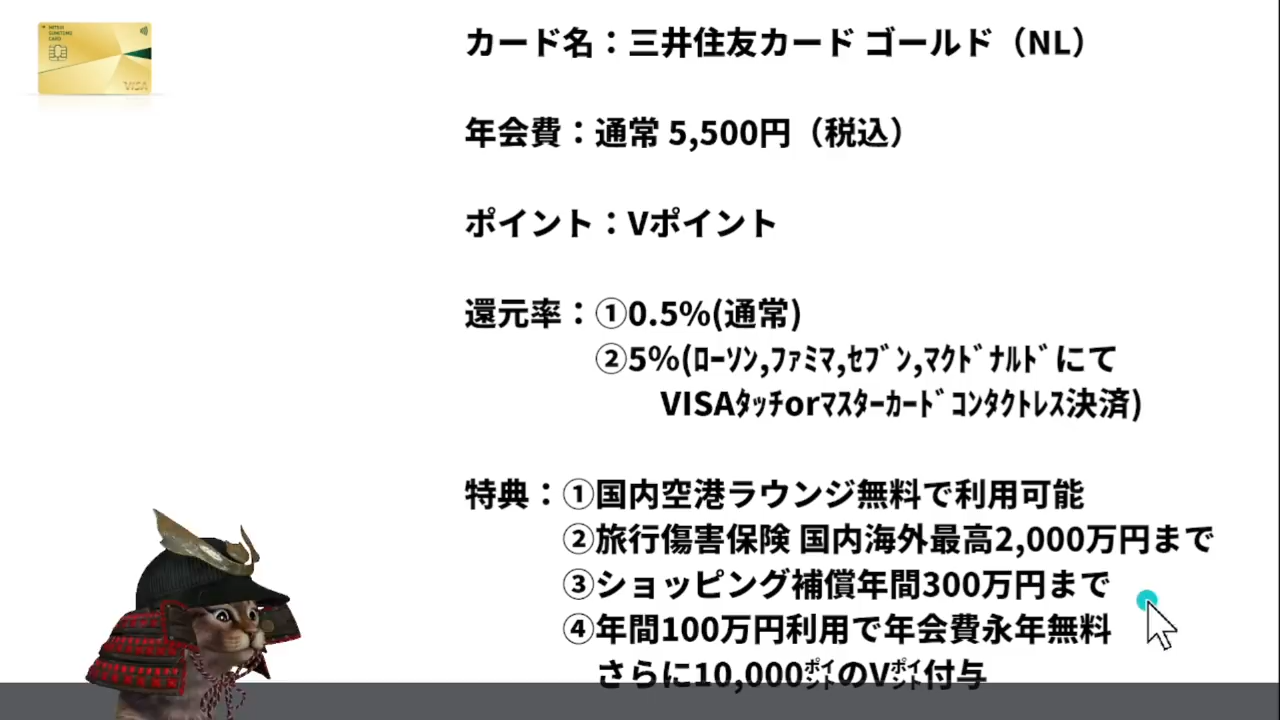 MITSUI
SUMITOMO
CARD
VISA
カード名：三井住友カード ゴールド（NL）
年会費：通常 5,500円（税込）
ポイント：Vポイント
還元率：①0.5%(通常)
②5%(ﾛｰｿﾝ,ﾌｧﾐﾏ,ｾﾌﾞﾝ,ﾏｸﾄﾞﾅﾙﾄﾞにて
VISAﾀｯﾁorﾏｽﾀｰｶｰﾄﾞｺﾝﾀｸﾄﾚｽ決済)
特典：①国内空港ラウンジ無料で利用可能
②旅行傷害保険 国内海外最高2,000万円まで
③ショッピング補償年間300万円まで
④年間100万円利用で年会費永年無料
さらに10,000㌽のV㌽付与